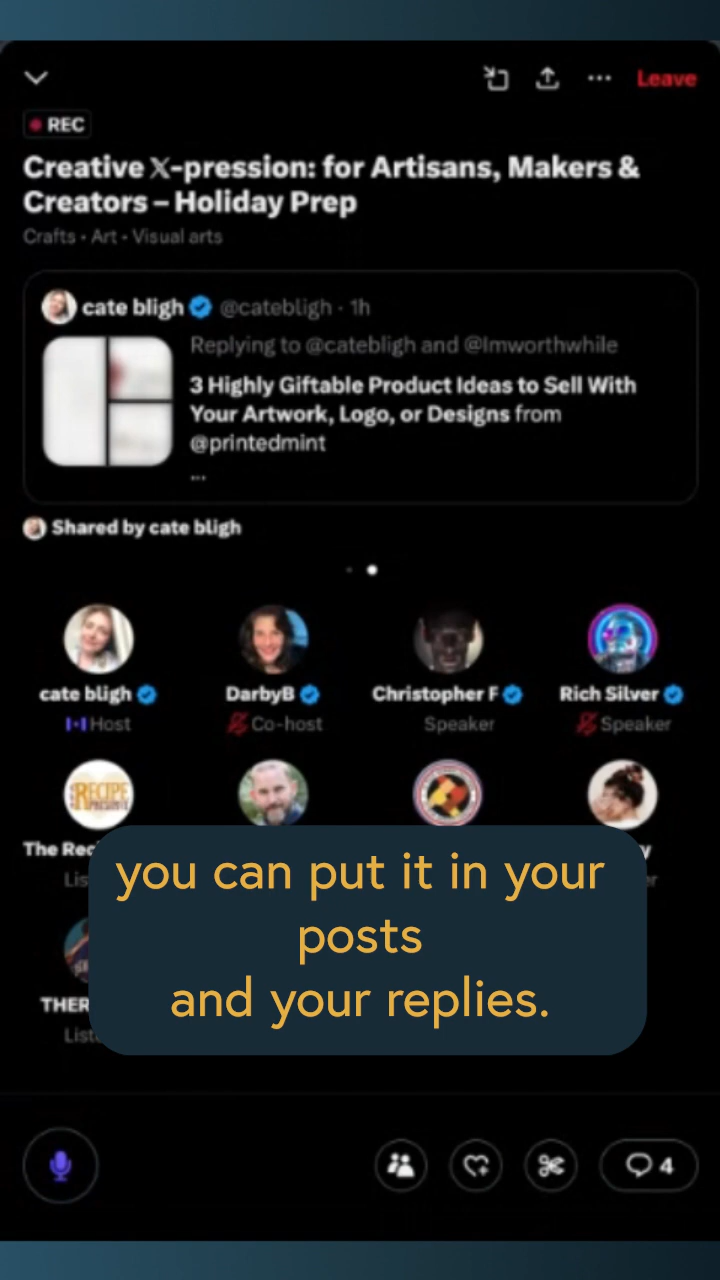 Leave
REC
Creative 𝕏-pression: for Artisans, Makers &
Creators – Holiday Prep
Crafts • Art • Visual arts
cate bligh @catebligh · 1h
Replying to @catebligh and @Imworthwhile
3 Highly Giftable Product Ideas to Sell With
Your Artwork, Logo, or Designs from
@printedmint
...
Shared by cate bligh
cate bligh DarbyB Christopher F Rich Silver
Host Co-host Speaker Speaker
RECIPE
The Rec
you can put it in your
posts
and your replies.
THER
4